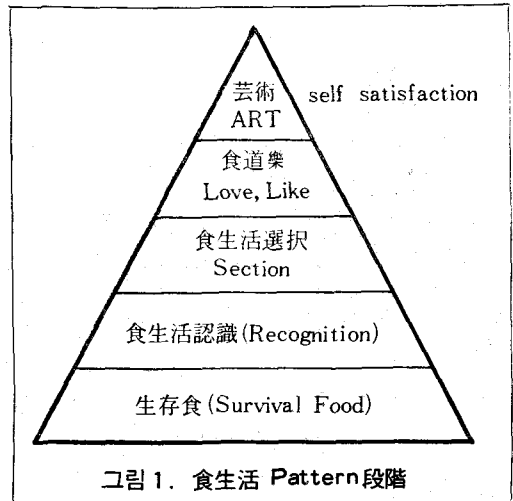 芸術 self satisfaction
ART
食道樂
Love, Like
食生活選択
Section
食生活認識(Recognition)
生存食(Survival Food)
그림1. 食生活 Pattern段階